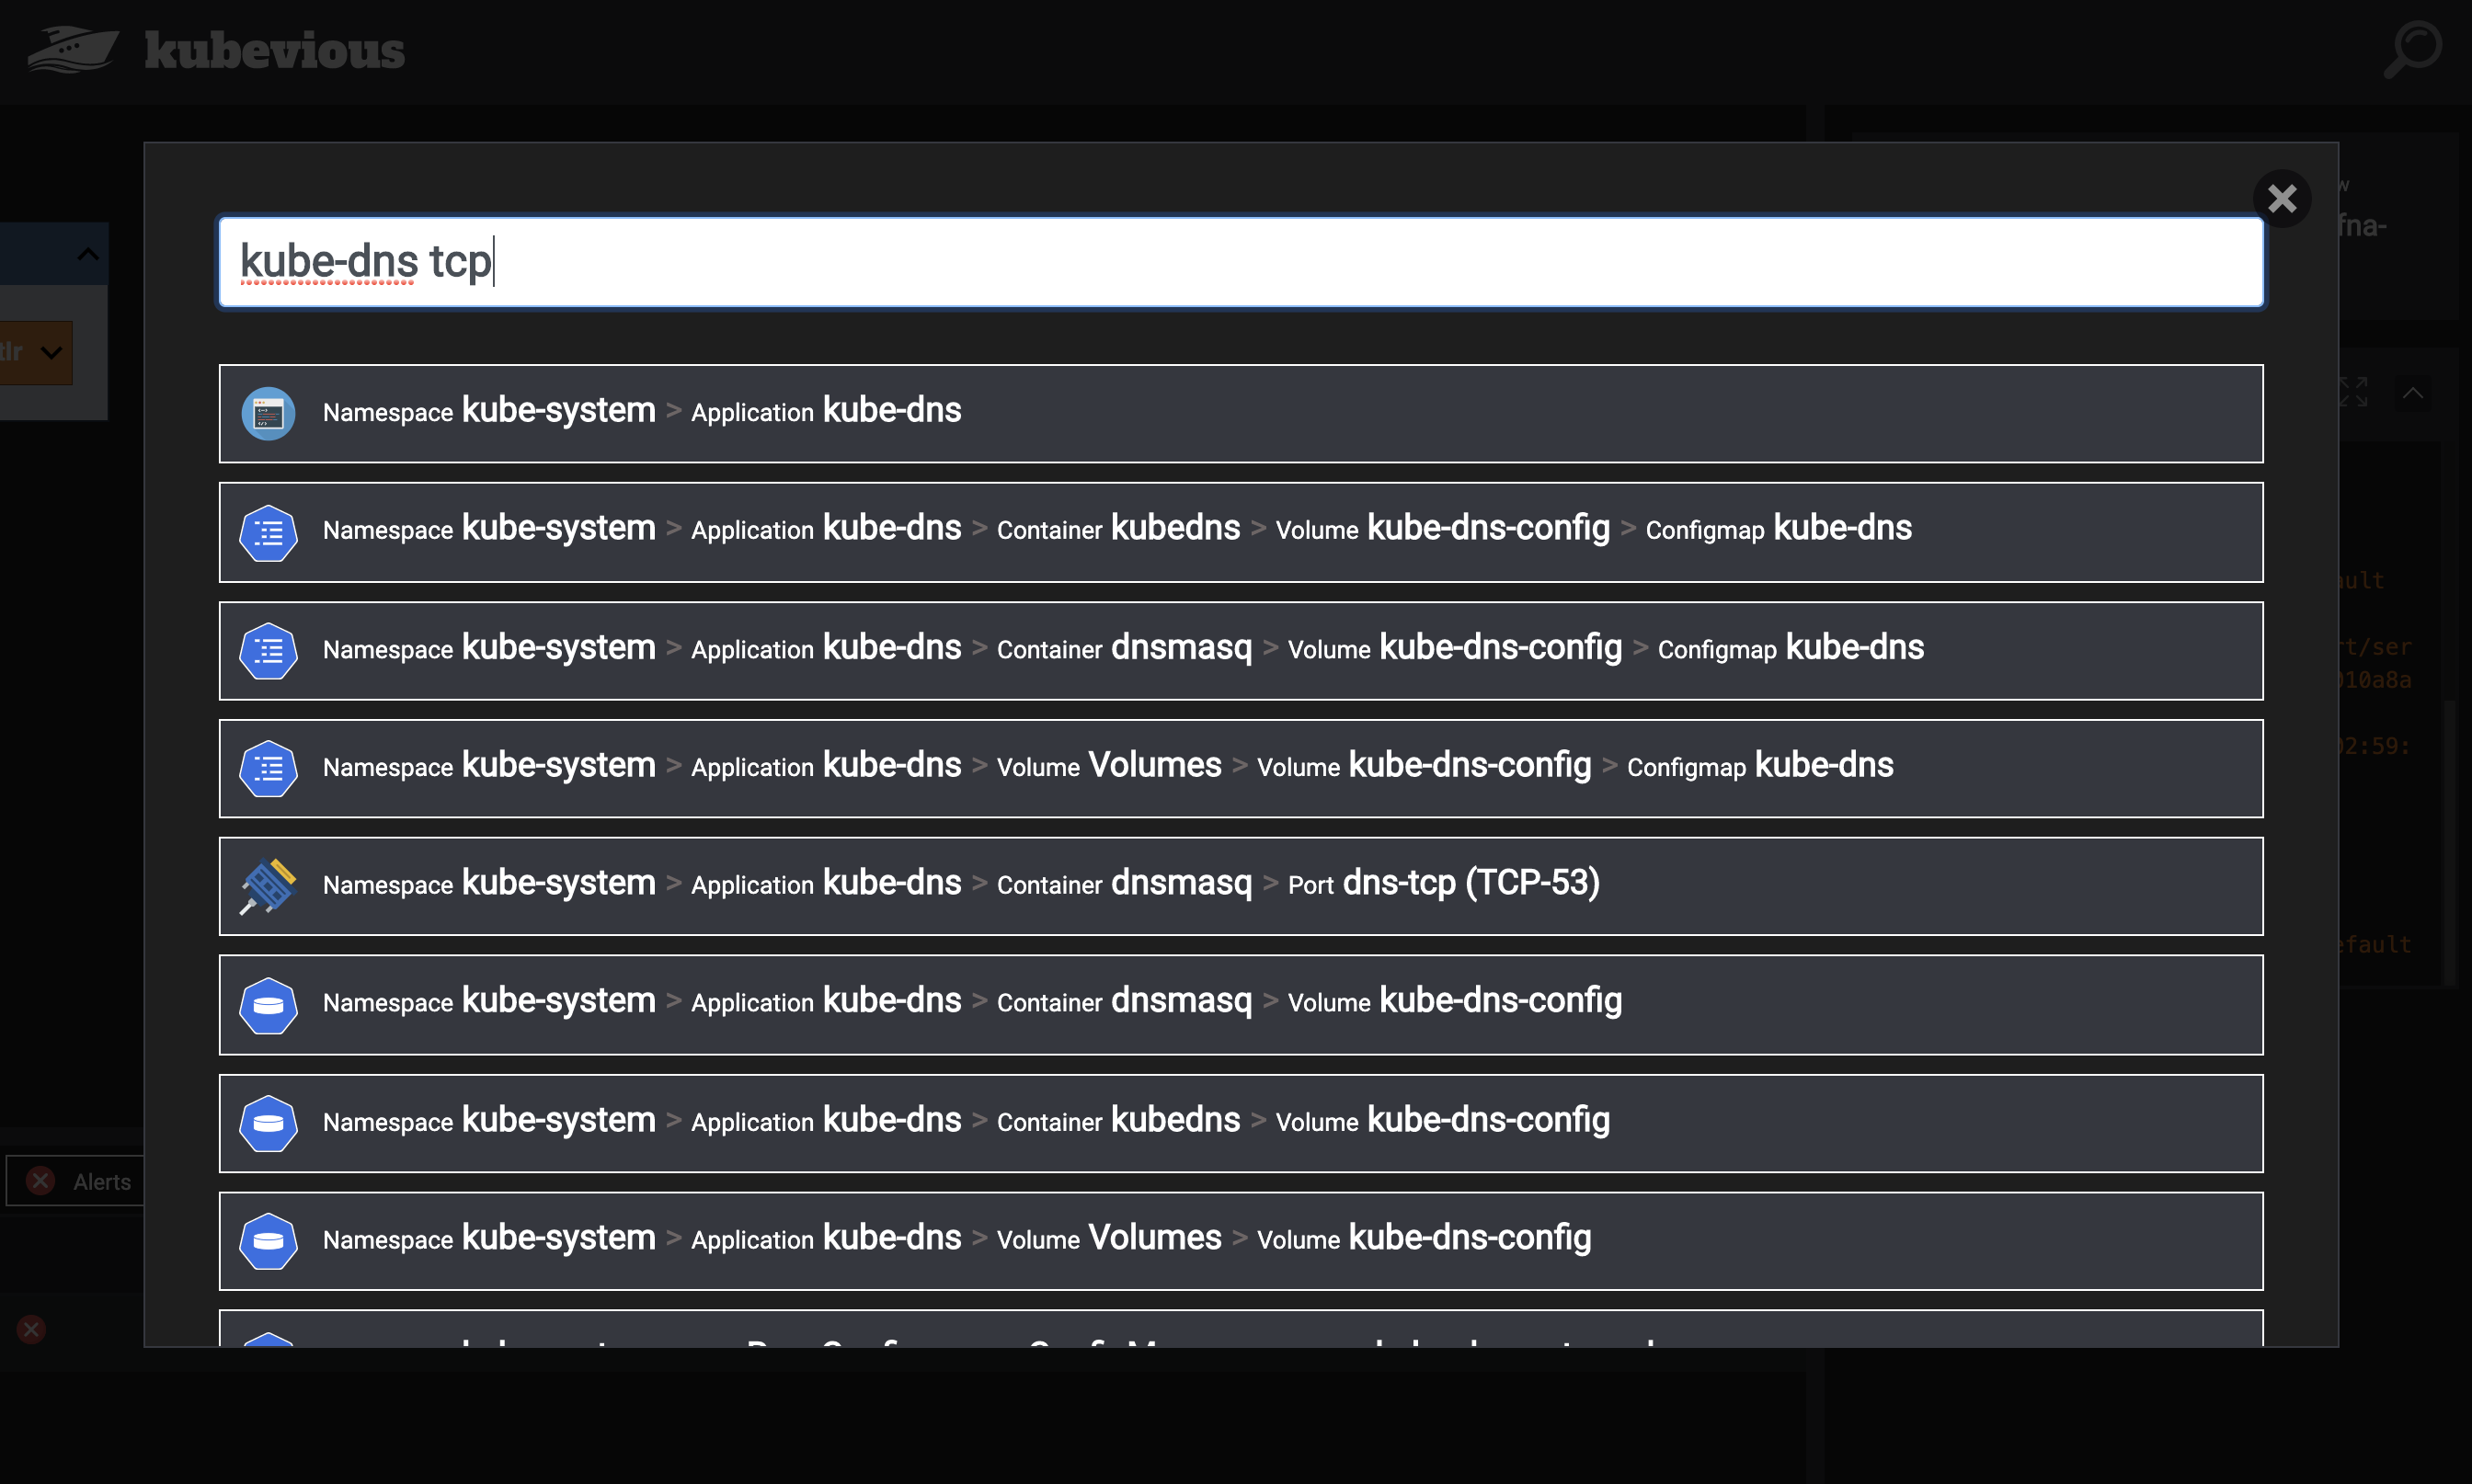 kubevious
w
fna-
kube-dns tcp
tlr
Namespace kube-system > Application kube-dns
Namespace kube-system > Application kube-dns > Container kubedns > Volume kube-dns-config > Configmap kube-dns
ault
Namespace kube-system > Application kube-dns > Container dnsmasq > Volume kube-dns-config > Configmap kube-dns
rt/ser
010a8a
Namespace kube-system > Application kube-dns > Volume Volumes > Volume kube-dns-config > Configmap kube-dns
02:59:
Namespace kube-system > Application kube-dns > Container dnsmasq > Port dns-tcp (TCP-53)
efault
Namespace kube-system > Application kube-dns > Container dnsmasq > Volume kube-dns-config
Namespace kube-system > Application kube-dns > Container kubedns > Volume kube-dns-config
Alerts
Namespace kube-system > Application kube-dns > Volume Volumes > Volume kube-dns-config